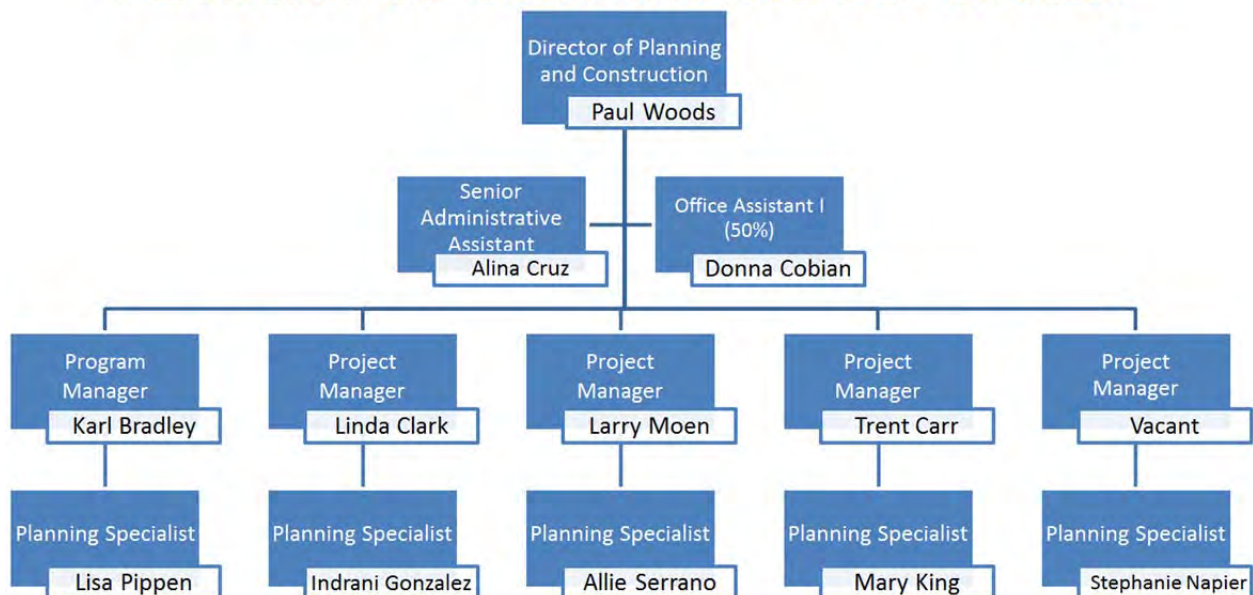 Director of Planning
and Construction
Paul Woods
Senior
Administrative
Assistant
Alina Cruz
Office Assistant I
(50%)
Donna Cobian
Program
Manager
Karl Bradley
Project
Manager
Linda Clark
Project
Manager
Larry Moen
Project
Manager
Trent Carr
Project
Manager
Vacant
Planning Specialist
Lisa Pippen
Planning Specialist
Indrani Gonzalez
Planning Specialist
Allie Serrano
Planning Specialist
Mary King
Planning Specialist
Stephanie Napier